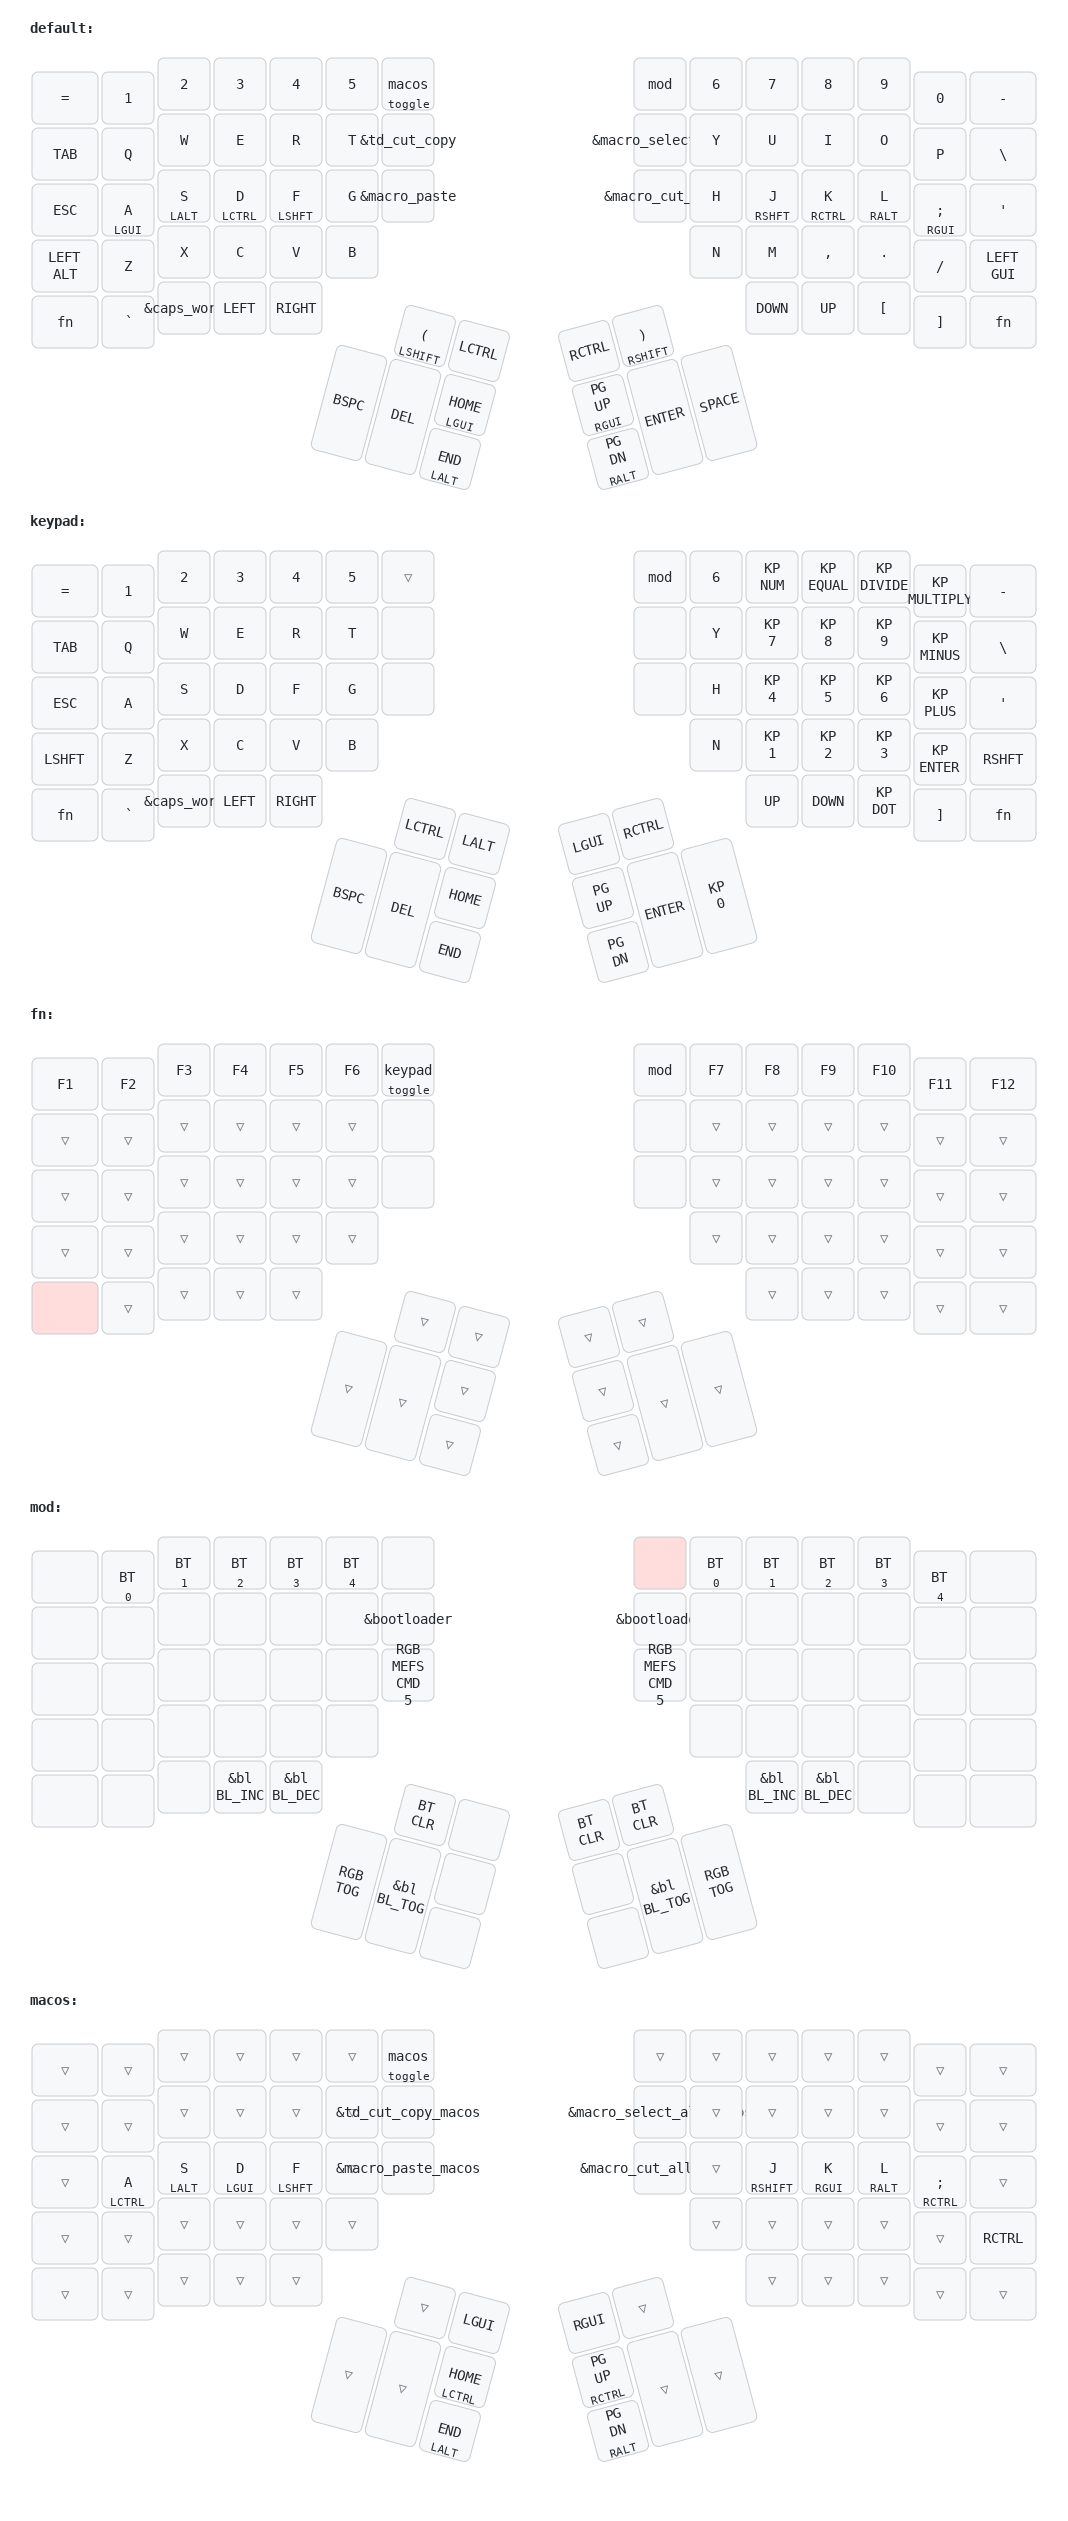 default:
= 1 2 3 4 5 macos mod 6 7 8 9 0 -
toggle
TAB Q W E R T &td_cut_copy &macro_selec Y U I O P \
ESC A S D F G &macro_paste &macro_cut_ H J K L ; '
LGUI LALT LCTRL LSHFT RSHFT RCTRL RALT RGUI
LEFT Z X C V B N M , . / LEFT
ALT GUI
fn ` &caps_wor LEFT RIGHT DOWN UP [ ] fn
( LCTRL RCTRL )
LSHIFT RSHIFT
BSPC DEL HOME PG ENTER SPACE
LGUI UP
RGUI
END PG
LALT DN
RALT
keypad:
= 1 2 3 4 5 ▽ mod 6 KP KP KP KP -
NUM EQUAL DIVIDE MULTIPLY
TAB Q W E R T Y KP KP KP KP \
7 8 9 MINUS
ESC A S D F G H KP KP KP KP '
4 5 6 PLUS
LSHFT Z X C V B N KP KP KP KP RSHFT
1 2 3 ENTER
fn ` &caps_wor LEFT RIGHT UP DOWN KP ] fn
DOT
LCTRL LALT LGUI RCTRL
BSPC DEL HOME PG ENTER KP
UP 0
END PG
DN
fn:
F1 F2 F3 F4 F5 F6 keypad mod F7 F8 F9 F10 F11 F12
toggle
▽ ▽ ▽ ▽ ▽ ▽ ▽ ▽ ▽ ▽ ▽ ▽
▽ ▽ ▽ ▽ ▽ ▽ ▽ ▽ ▽ ▽ ▽ ▽
▽ ▽ ▽ ▽ ▽ ▽ ▽ ▽ ▽ ▽ ▽ ▽
▽ ▽ ▽ ▽ ▽ ▽ ▽ ▽ ▽
▽ ▽ ▽ ▽
▽ ▽ ▽ ▽ ▽ ▽
▽ ▽
mod:
BT BT BT BT BT BT BT BT BT BT
0 1 2 3 4 0 1 2 3 4
&bootloader &bootloade
RGB RGB
MEFS MEFS
CMD CMD
5 5
&bl &bl &bl &bl
BL_INC BL_DEC BL_INC BL_DEC
BT BT BT
CLR CLR CLR
RGB &bl &bl RGB
TOG BL_TOG BL_TOG TOG
macos:
▽ ▽ ▽ ▽ ▽ ▽ macos ▽ ▽ ▽ ▽ ▽ ▽ ▽
toggle
▽ ▽ ▽ ▽ ▽ &td_cut_copy_macos &macro_select_a ▽ ▽ ▽ ▽ ▽ ▽
▽ A S D F &macro_paste_macos &macro_cut_all ▽ J K L ; ▽
LCTRL LALT LGUI LSHFT RSHIFT RGUI RALT RCTRL
▽ ▽ ▽ ▽ ▽ ▽ ▽ ▽ ▽ ▽ ▽ RCTRL
▽ ▽ ▽ ▽ ▽ ▽ ▽ ▽ ▽ ▽
▽ LGUI RGUI ▽
▽ ▽ HOME PG ▽ ▽
LCTRL UP
RCTRL
END PG
LALT DN
RALT